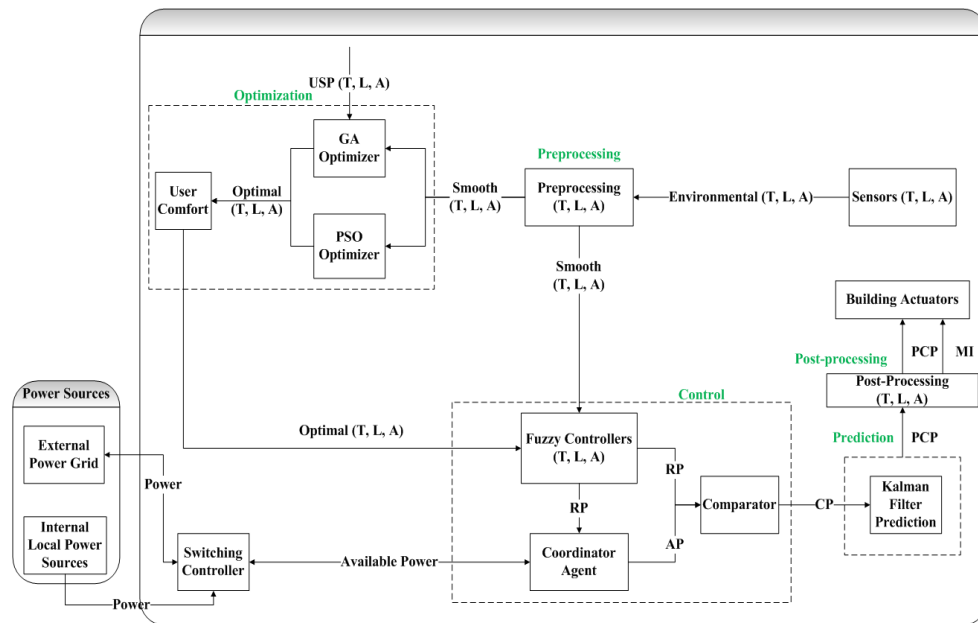 USP (T, L, A)
Optimization
GA
Optimizer
Preprocessing
User
Comfort
Optimal
(T, L, A)
Smooth
(T, L, A)
Preprocessing
(T, L, A)
Environmental (T, L, A)
Sensors (T, L, A)
PSO
Optimizer
Smooth
(T, L, A)
Building Actuators
PCP
MI
Post-processing
Post-Processing
(T, L, A)
Power Sources
Control
Optimal (T, L, A)
Fuzzy Controllers
(T, L, A)
Prediction
PCP
External
Power Grid
Power
RP
RP
Comparator
CP
Kalman
Filter
Prediction
Internal
Local Power
Sources
Switching
Controller
Available Power
Coordinator
Agent
AP
Power